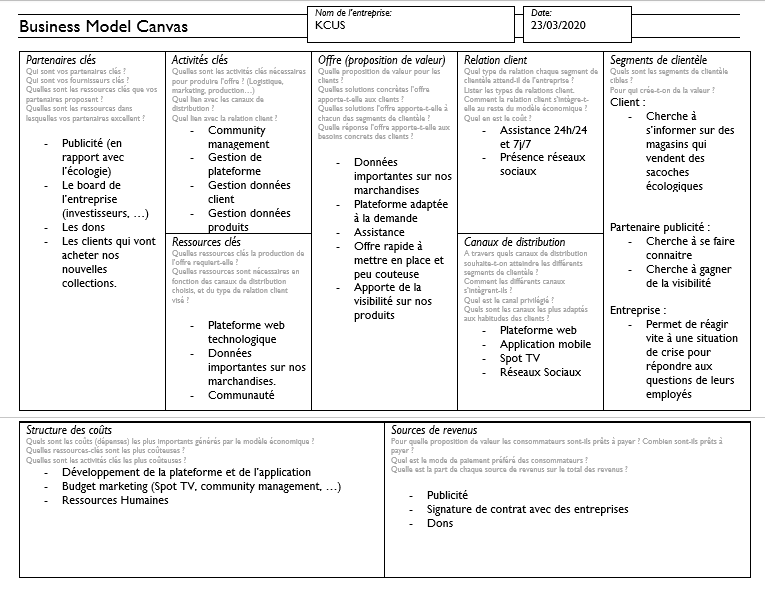 Business Model Canvas
Nom de l'entreprise:
KCUS
Date:
23/03/2020
Partenaires clés
Qui sont vos partenaires clés ?
Qui sont vos fournisseurs clés ?
Quelles sont les ressources clés que vos
partenaires proposent ?
Quelles sont les ressources dans
lesquelles vos partenaires excellent ?
- Publicité (en
rapport avec
l'écologie)
- Le board de
l'entreprise
(investisseurs, …)
- Les dons
- Les clients qui vont
acheter nos
nouvelles
collections.
Activités clés
Quelles sont les activités clés nécessaires
pour produire l'offre ? (Logistique,
marketing, production…)
Quel lien avec les canaux de
distribution ?
Quel lien avec la relation client ?
- Community
management
- Gestion de
plateforme
- Gestion données
client
- Gestion données
produits
Ressources clés
Quelles ressources clés la production de
l'offre requiert-elle ?
Quelles ressources sont nécessaires en
fonction des canaux de distribution
choisis, et du type de relation client
visé ?
- Plateforme web
technologique
- Données
importantes sur nos
marchandises.
- Communauté
Offre (proposition de valeur)
Quelle proposition de valeur pour les
clients ?
Quelles solutions concrètes l'offre
apporte-t-elle aux clients ?
Quelles solutions l'offre apporte-t-elle à
chacun des segments de clientèle ?
Quelle réponse l'offre apporte-t-elle aux
besoins concrets des clients ?
- Données
importantes sur nos
marchandises
- Plateforme adaptée
à la demande
- Assistance
- Offre rapide à
mettre en place et
peu couteuse
- Apporte de la
visibilité sur nos
produits
Relation client
Quel type de relation chaque segment de
clientèle attend-il de l'entreprise ?
Lister les types de relations client.
Comment la relation client s'intègre-t-
elle au reste du modèle économique ?
Quel en est le coût ?
- Assistance 24h/24
et 7j/7
- Présence réseaux
sociaux
Canaux de distribution
A travers quels canaux de distribution
souhaite-t-on atteindre les différents
segments de clientèle ?
Comment les différents canaux
s'intègrent-ils ?
Quel est le canal privilégié ?
Quels sont les canaux les plus adaptés
aux habitudes des clients ?
- Plateforme web
- Application mobile
- Spot TV
- Réseaux Sociaux
Segments de clientèle
Quels sont les segments de clientèle
cibles ?
Pour qui crée-t-on de la valeur ?
Client :
- Cherche à
s'informer sur des
magasins qui
vendent des
sacoches
écologiques
Partenaire publicité :
- Cherche à se faire
connaitre
- Cherche à gagner
de la visibilité
Entreprise :
- Permet de réagir
vite à une situation
de crise pour
répondre aux
questions de leurs
employés
Structure des coûts
Quels sont les coûts (dépenses) les plus importants générés par le modèle économique ?
Quelles ressources-clés sont les plus coûteuses ?
Quelles sont les activités clés les plus coûteuses ?
- Développement de la plateforme et de l'application
- Budget marketing (Spot TV, community management, …)
- Ressources Humaines
Sources de revenus
Pour quelle proposition de valeur les consommateurs sont-ils prêts à payer ? Combien sont-ils prêts à
payer ?
Quel est le mode de paiement préféré des consommateurs ?
Quelle est la part de chaque source de revenus sur le total des revenus ?
- Publicité
- Signature de contrat avec des entreprises
- Dons